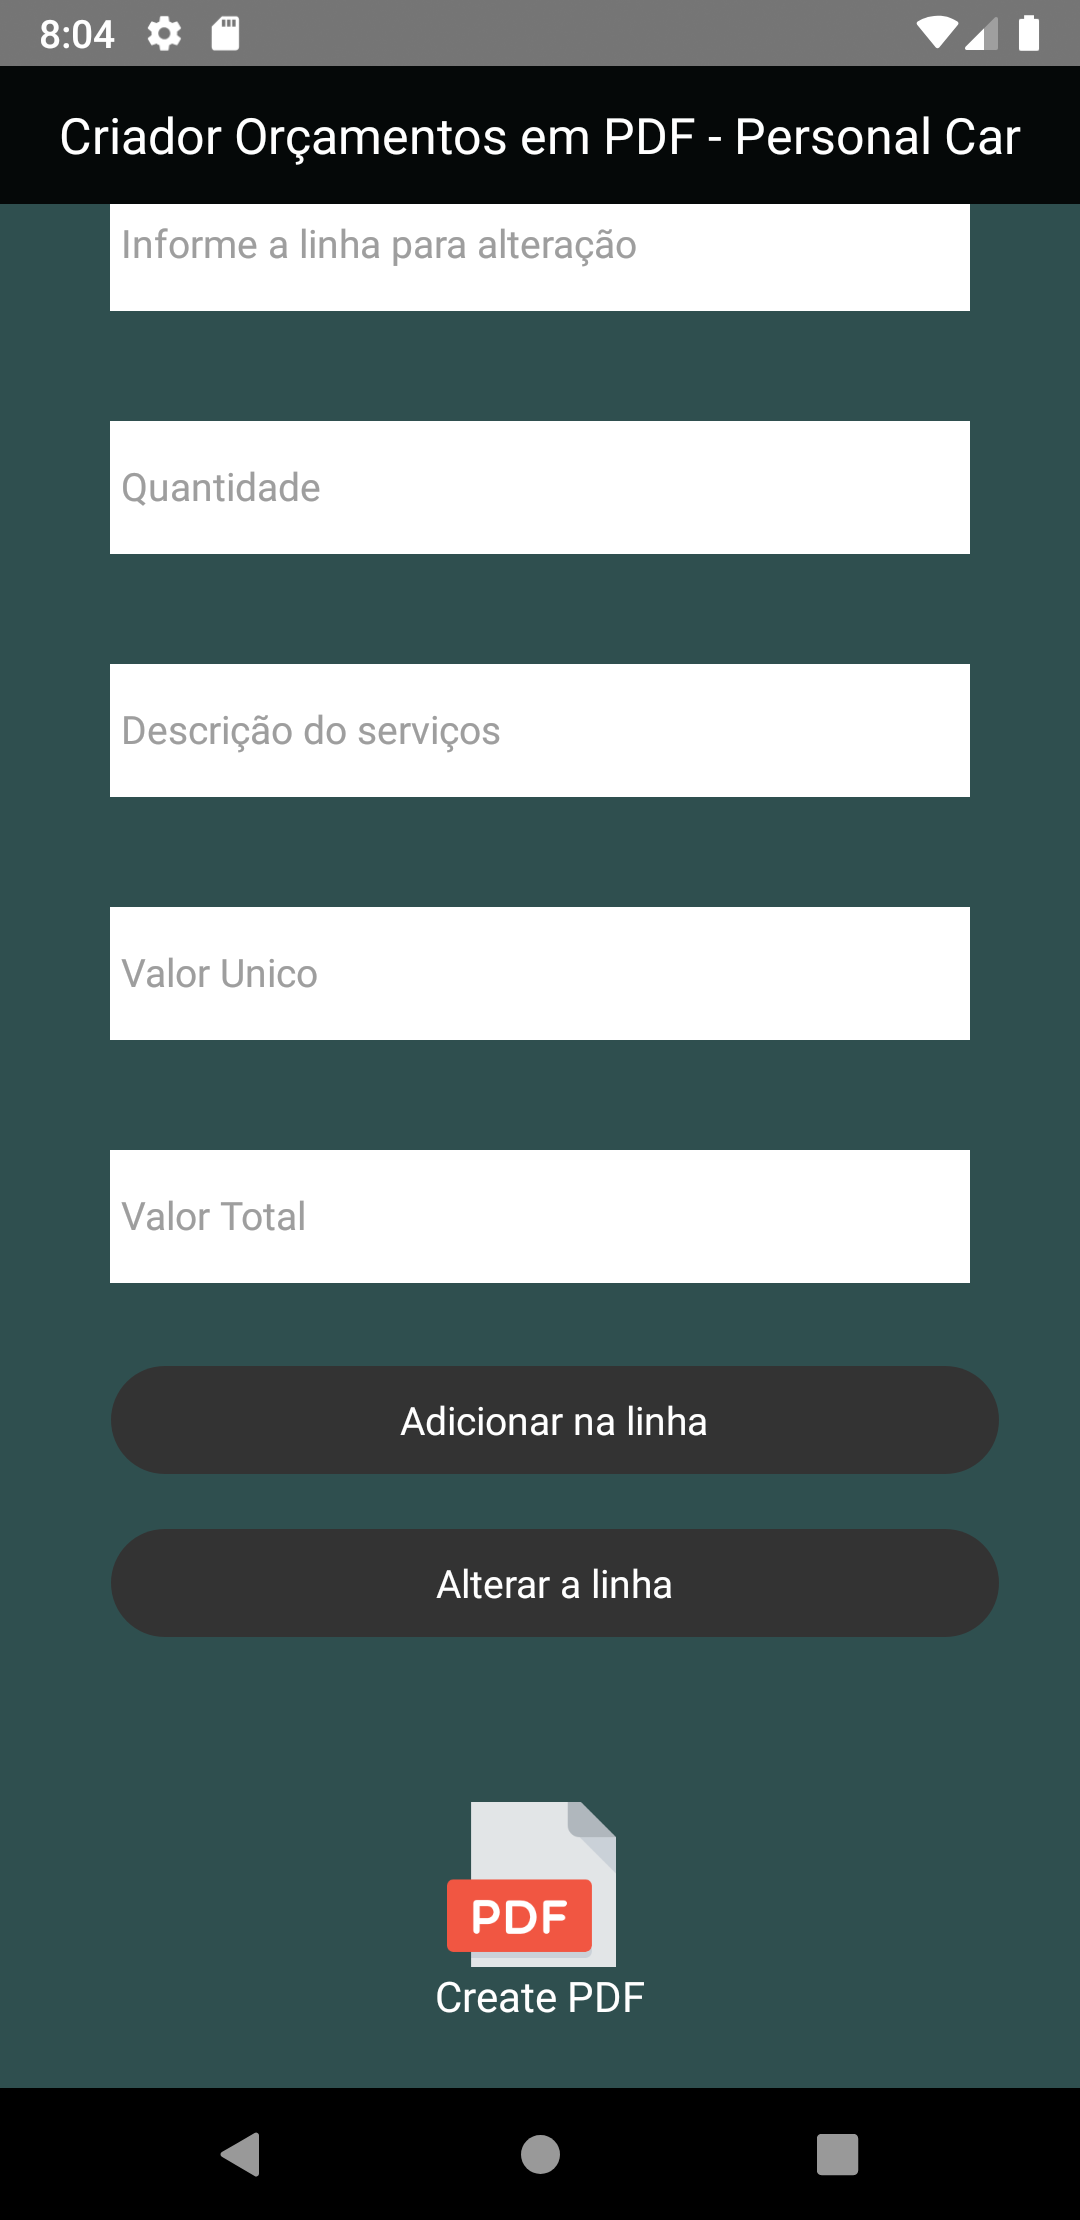 8:04
Criador Orçamentos em PDF - Personal Car
Informe a linha para alteração
Quantidade
Descrição do serviços
Valor Unico
Valor Total
Adicionar na linha
Alterar a linha
PDF
Create PDF